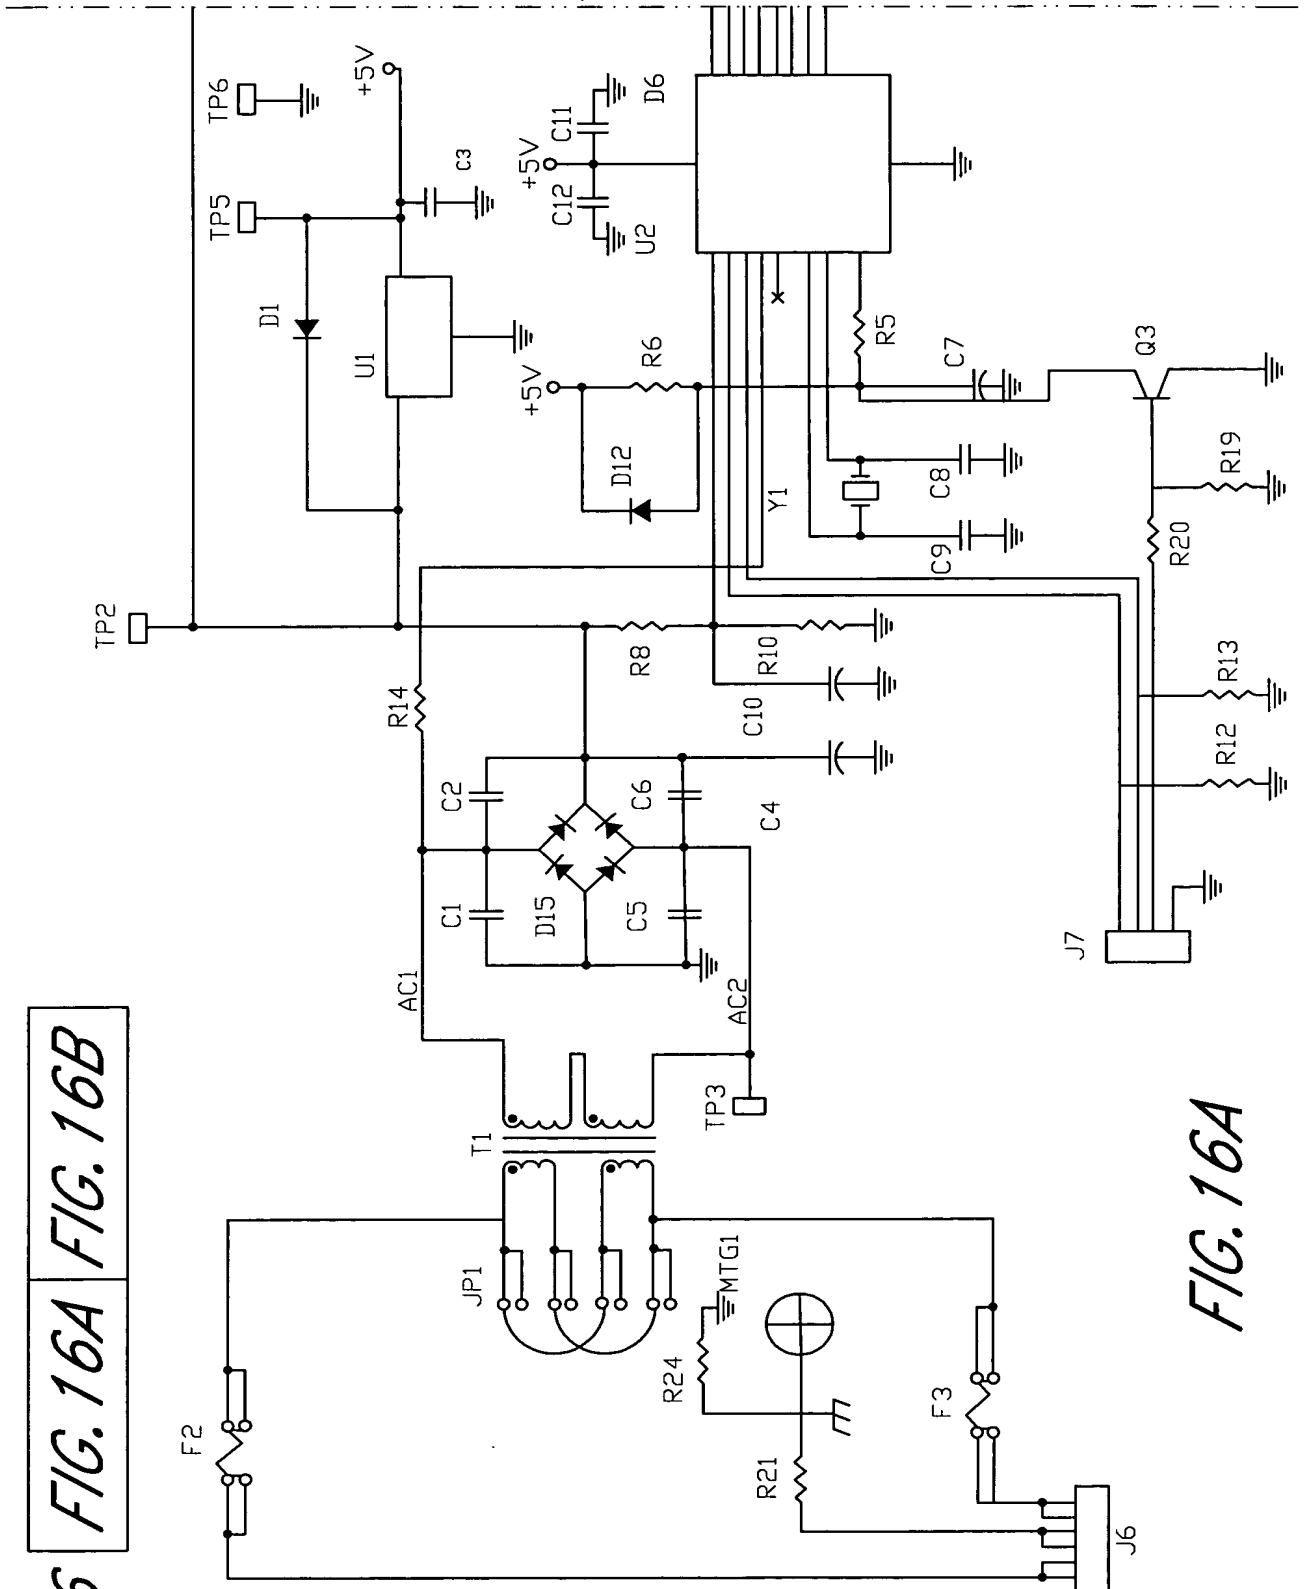 TP6
+5V
D6
C11
+5V
C3
C12
TP5
U2
D1
U1
R5
R6
+5V
C7
Q3
D12
Y1
C8
R19
C9
R20
TP2
R8
R10
R14
C10
R13
R12
C2
C6
C4
C1
D15
C5
J7
AC1
AC2
TP3
T1
JP1
MTG1
R24
F2
F3
R21
J6
FIG. 16A
FIG. 16A FIG. 16B
6